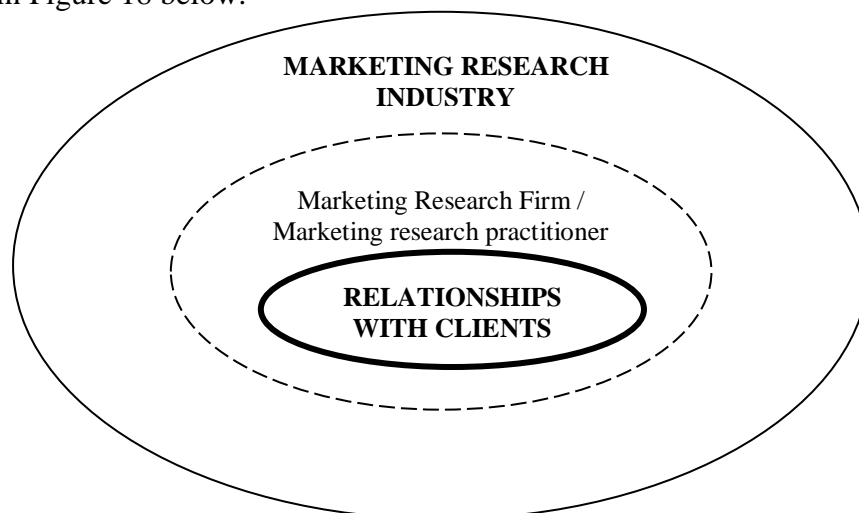 in Figure 18 below.
MARKETING RESEARCH
INDUSTRY
Marketing Research Firm /
Marketing research practitioner
RELATIONSHIPS
WITH CLIENTS